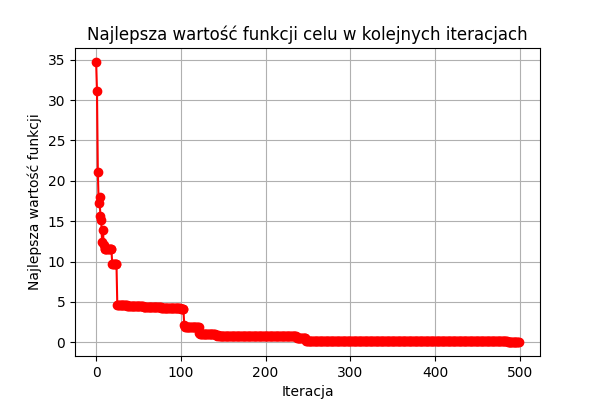 Najlepsza wartość funkcji celu w kolejnych iteracjach
Najlepsza wartość funkcji
35
30
25
20
15
10
5
0
0 100 200 300 400 500
Iteracja